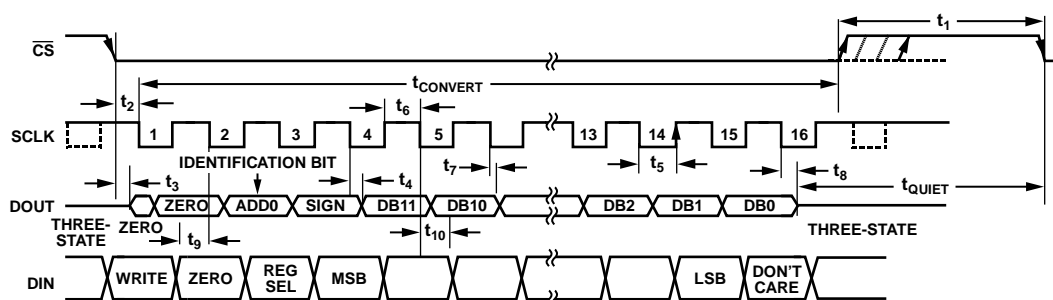 t1
CS
tCONVERT
t2
t6
SCLK
1 2 3 4 5 13 14 15 16
IDENTIFICATION BIT
t3
t4
t7
t5
t8
tQUIET
DOUT
ZERO ADD0 SIGN DB11 DB10 DB2 DB1 DB0
THREE-
STATE
ZERO
t9
t10
THREE-STATE
DIN
WRITE ZERO REG
SEL MSB LSB DON'T
CARE